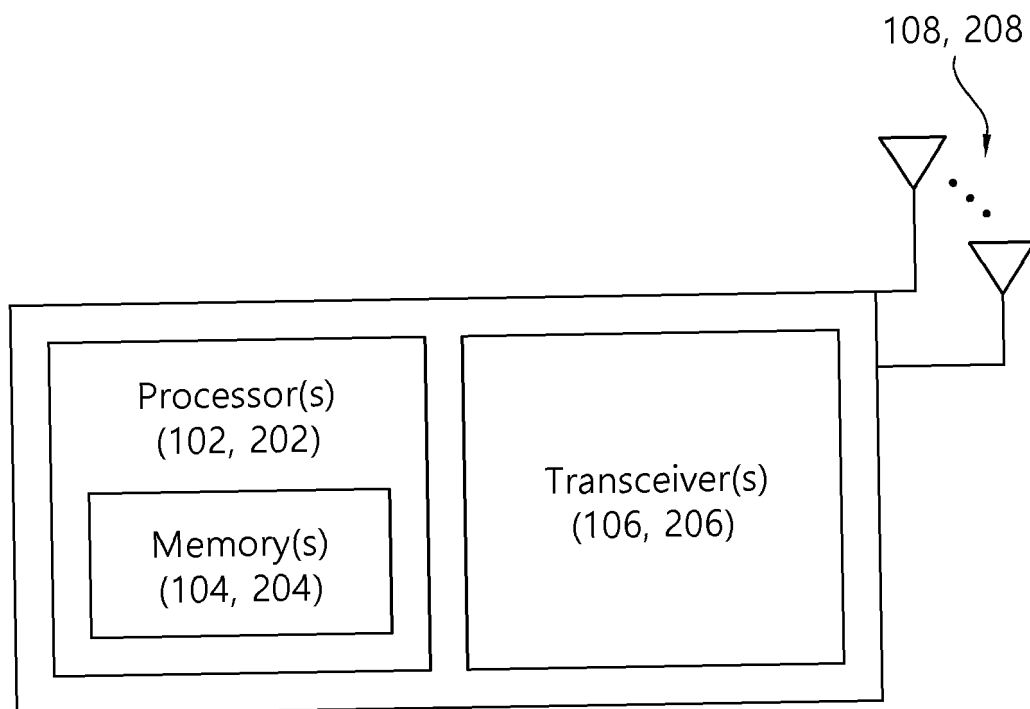 108, 208
Processor(s)
(102, 202)
Memory(s)
(104, 204)
Transceiver(s)
(106, 206)